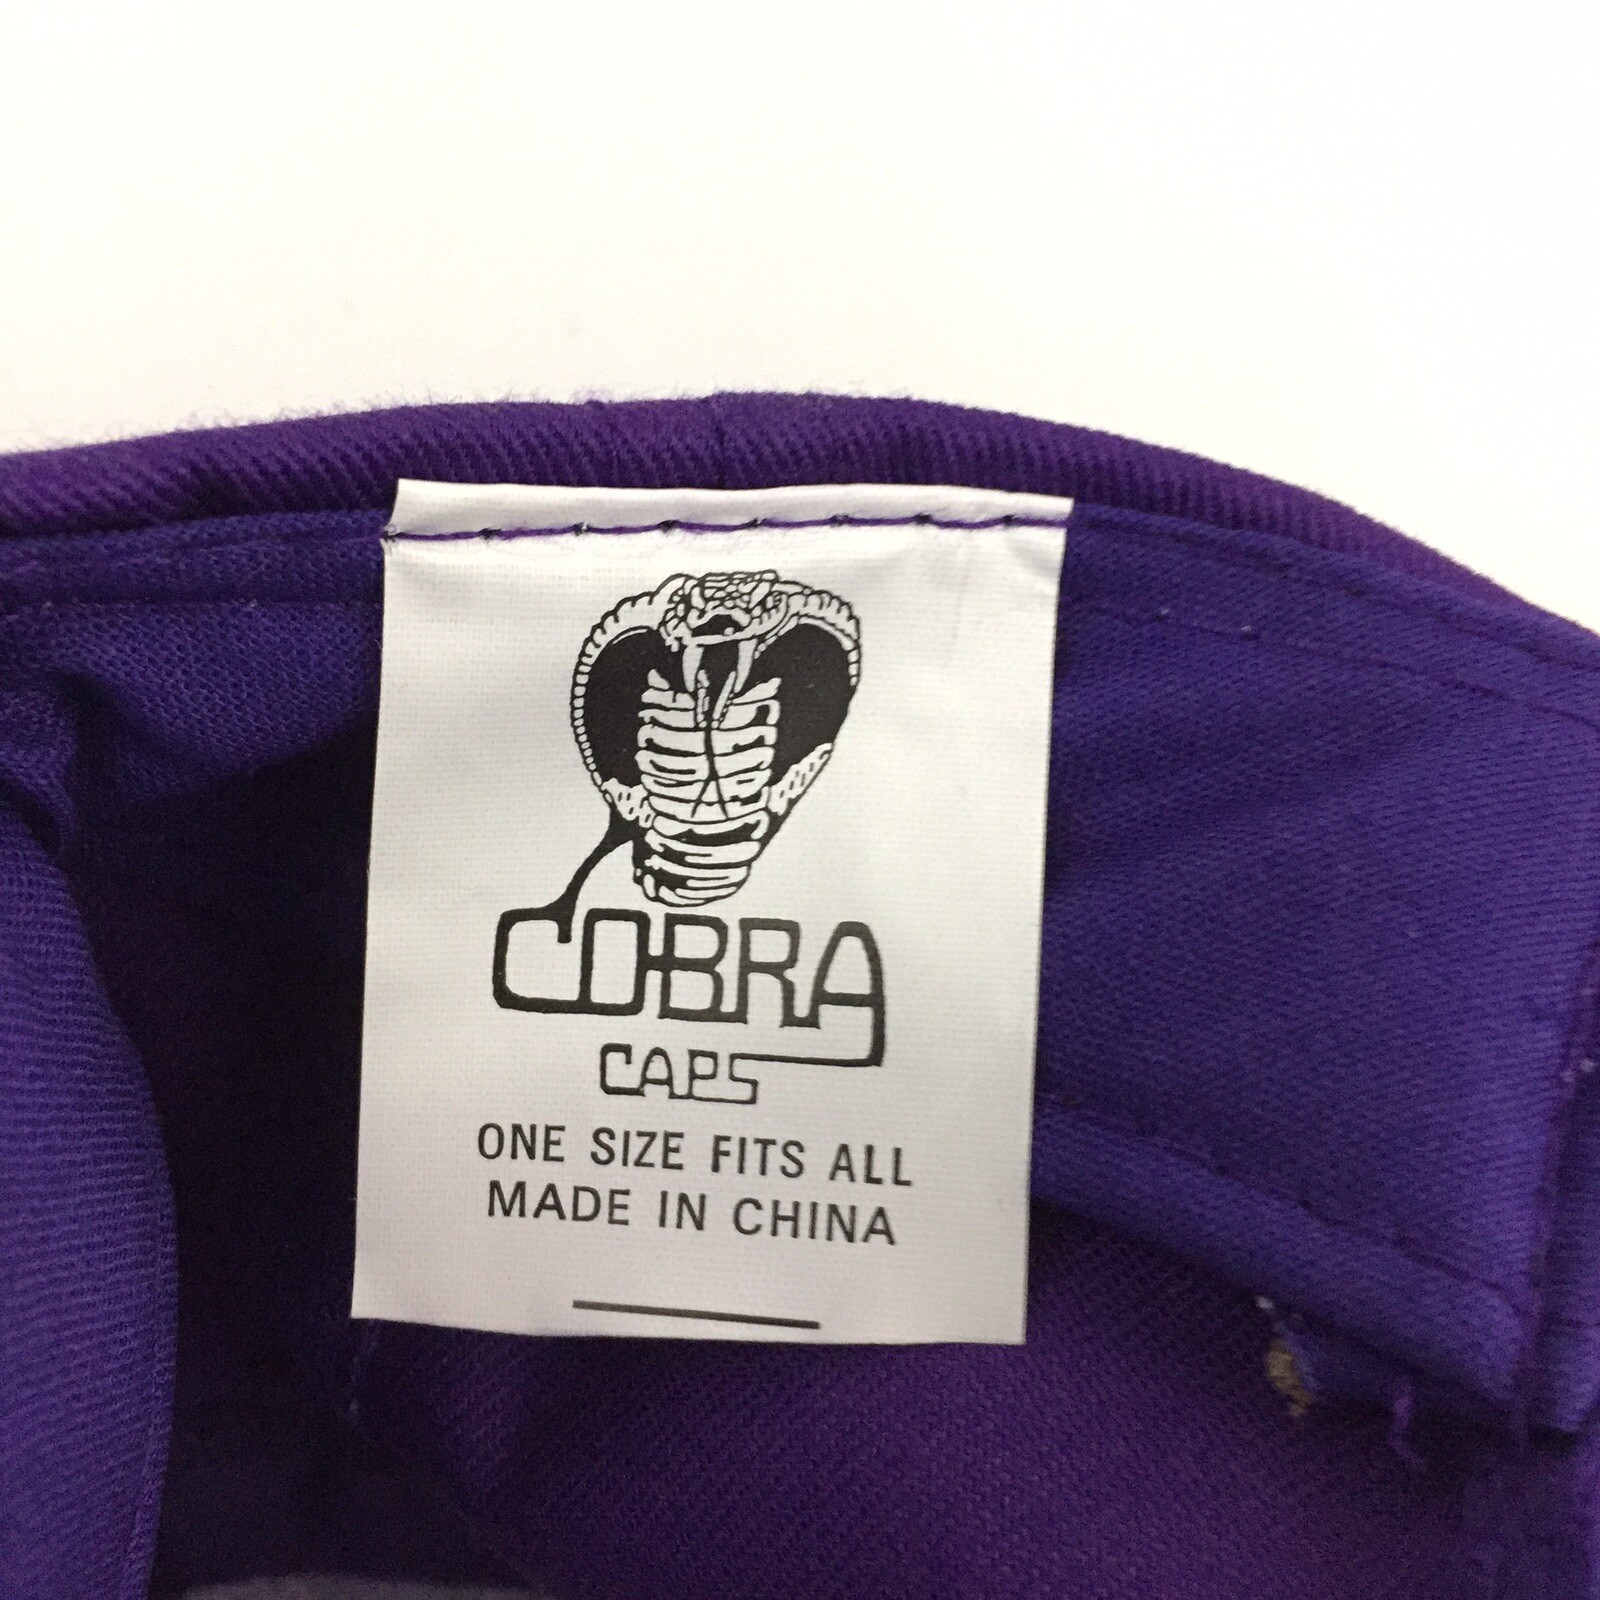 COBRA
CAPS
ONE SIZE FITS ALL
MADE IN CHINA